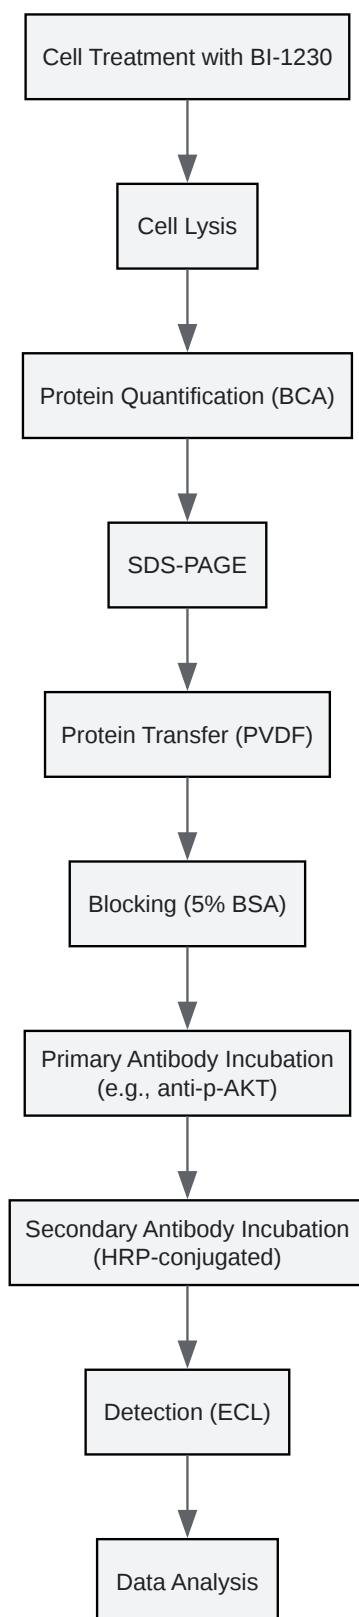 Cell Treatment with BI-1230
Cell Lysis
Protein Quantification (BCA)
SDS-PAGE
Protein Transfer (PVDF)
Blocking (5% BSA)
Primary Antibody Incubation
(e.g., anti-p-AKT)
Secondary Antibody Incubation
(HRP-conjugated)
Detection (ECL)
Data Analysis